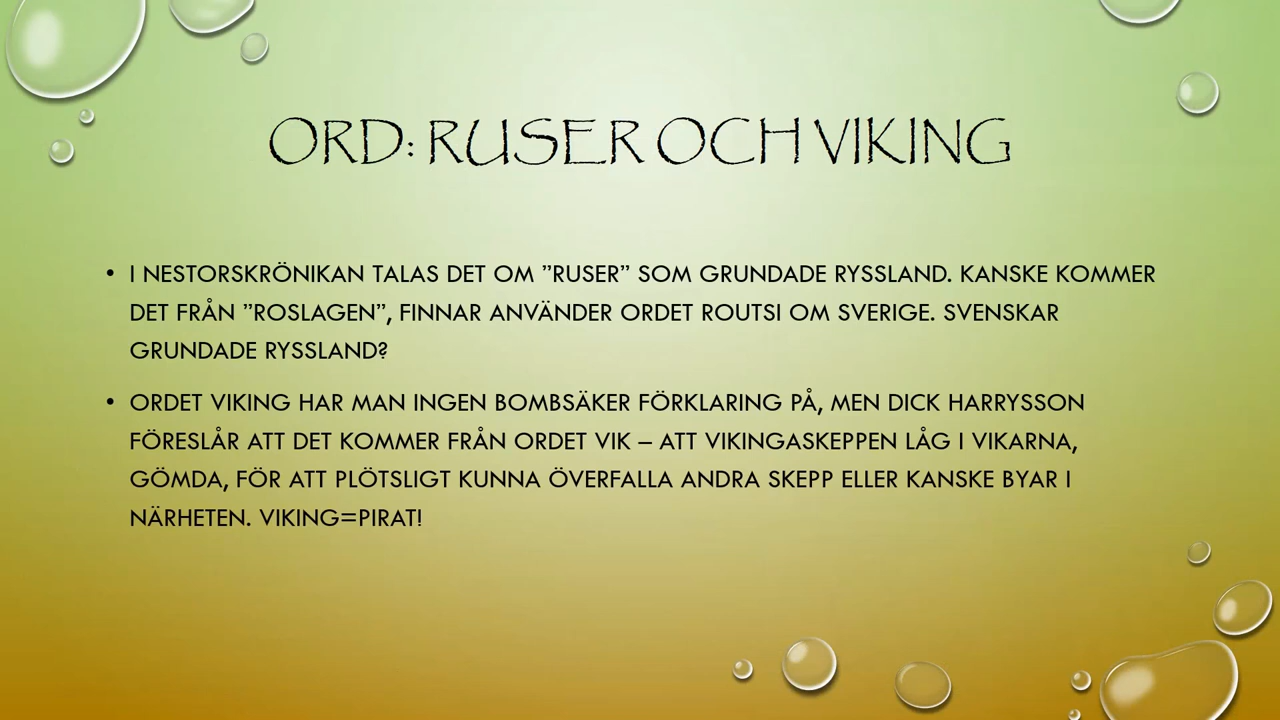 ORD: RUSER OCH VIKING
• I NESTORSKRÖNIKAN TALAS DET OM ”RUSER” SOM GRUNDADE RYSSLAND. KANSKE KOMMER
DET FRÅN ”ROSLAGEN”, FINNAR ANVÄNDER ORDET ROUTSI OM SVERIGE. SVENSKAR
GRUNDADE RYSSLAND?
• ORDET VIKING HAR MAN INGEN BOMBSÄKER FÖRKLARING PÅ, MEN DICK HARRYSSON
FÖRESLÅR ATT DET KOMMER FRÅN ORDET VIK – ATT VIKINGASKEPPEN LÅG I VIKARNA,
GÖMDA, FÖR ATT PLÖTSLIGT KUNNA ÖVERFALLA ANDRA SKEPP ELLER KANSKE BYAR I
NÄRHETEN. VIKING=PIRAT!